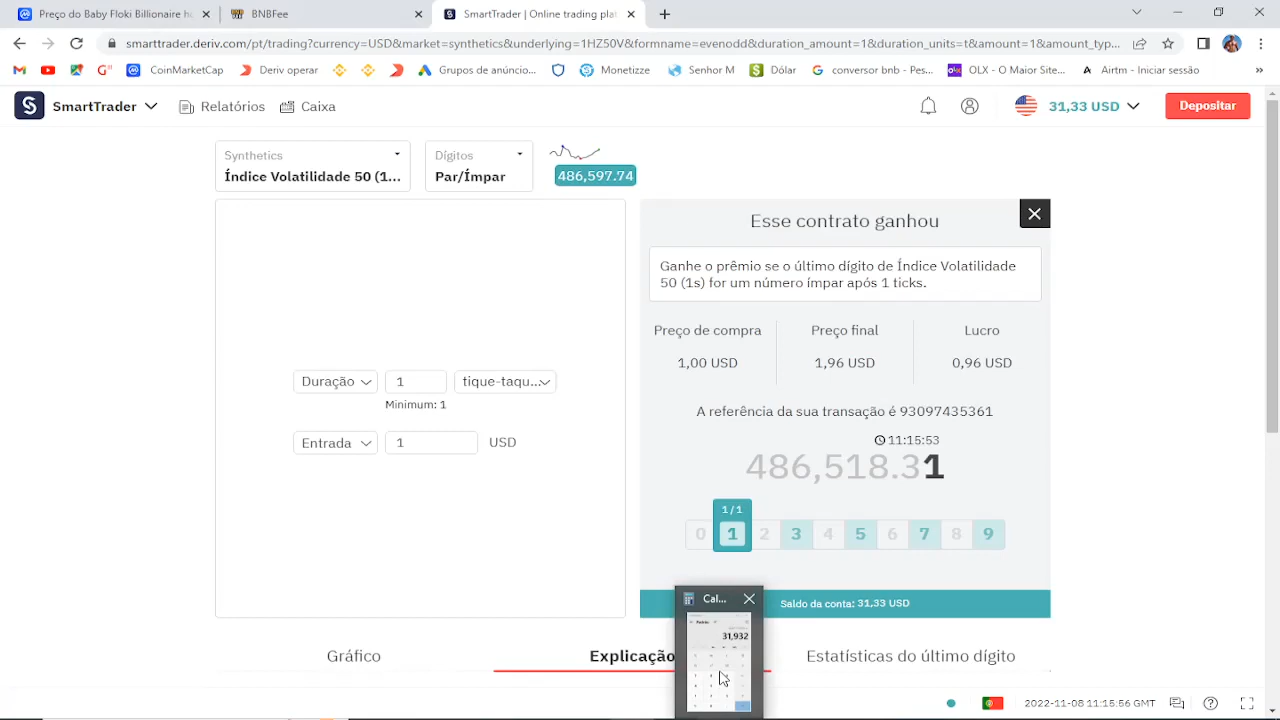 Preço do Baby Floki Billionaire h
BNBFee
SmartTrader | Online trading pla
smarttrader.deriv.com/pt/trading?currency=USD&market=synthetics&underlying=1HZ50V&formname=evenodd&duration_amount=1&duration_units=t&amount=1&amount_typ...
CoinMarketCap
Deriv operar
Grupos de anúncio...
Monetizze
Senhor M
Dólar
conversor bnb - Pes...
OLX - O Maior Site...
Airtm - Iniciar sessão
»
SmartTrader
Relatórios
Caixa
31,33 USD
Depositar
Synthetics
Índice Volatilidade 50 (1...
Dígitos
Par/Ímpar
486,597.74
Duração
1
tique-taqu...
Minimum: 1
Entrada
1
USD
Esse contrato ganhou
Ganhe o prêmio se o último dígito de Índice Volatilidade
50 (1s) for um número ímpar após 1 ticks.
Preço de compra
Preço final
Lucro
1,00 USD
1,96 USD
0,96 USD
A referência da sua transação é 93097435361
11:15:53
486,518.31
1 / 1
0 1 2 3 4 5 6 7 8 9
Saldo da conta: 31,33 USD
Cal...
Padrão
31,932
Gráfico
Explicação
Estatísticas do último dígito
2022-11-08 11:15:56 GMT